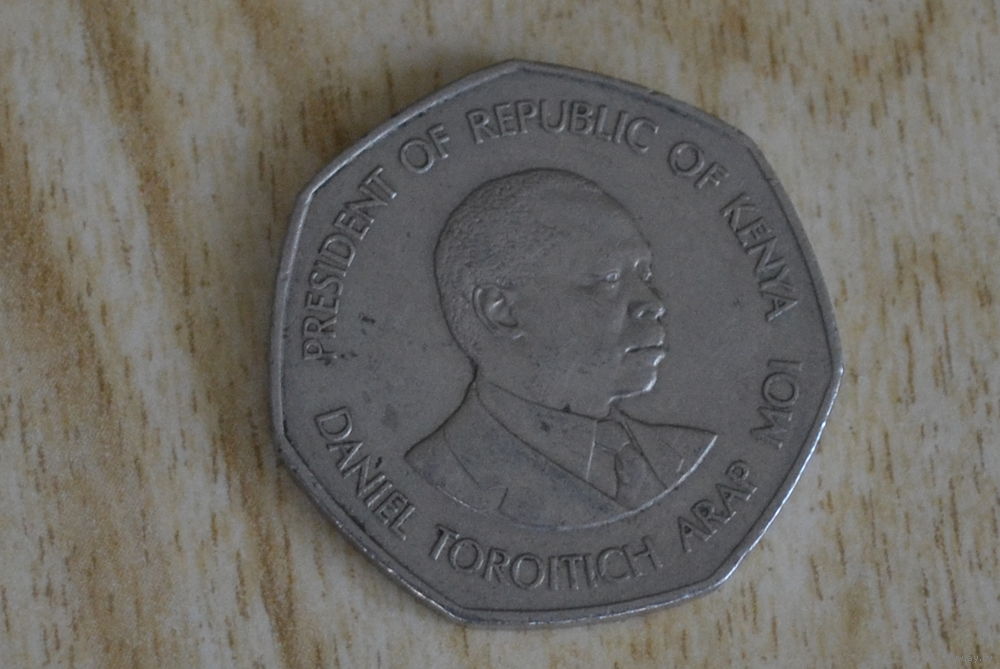 PRESIDENT OF REPUBLIC OF KENYA
DANIEL TOROITICH ARAP MOI